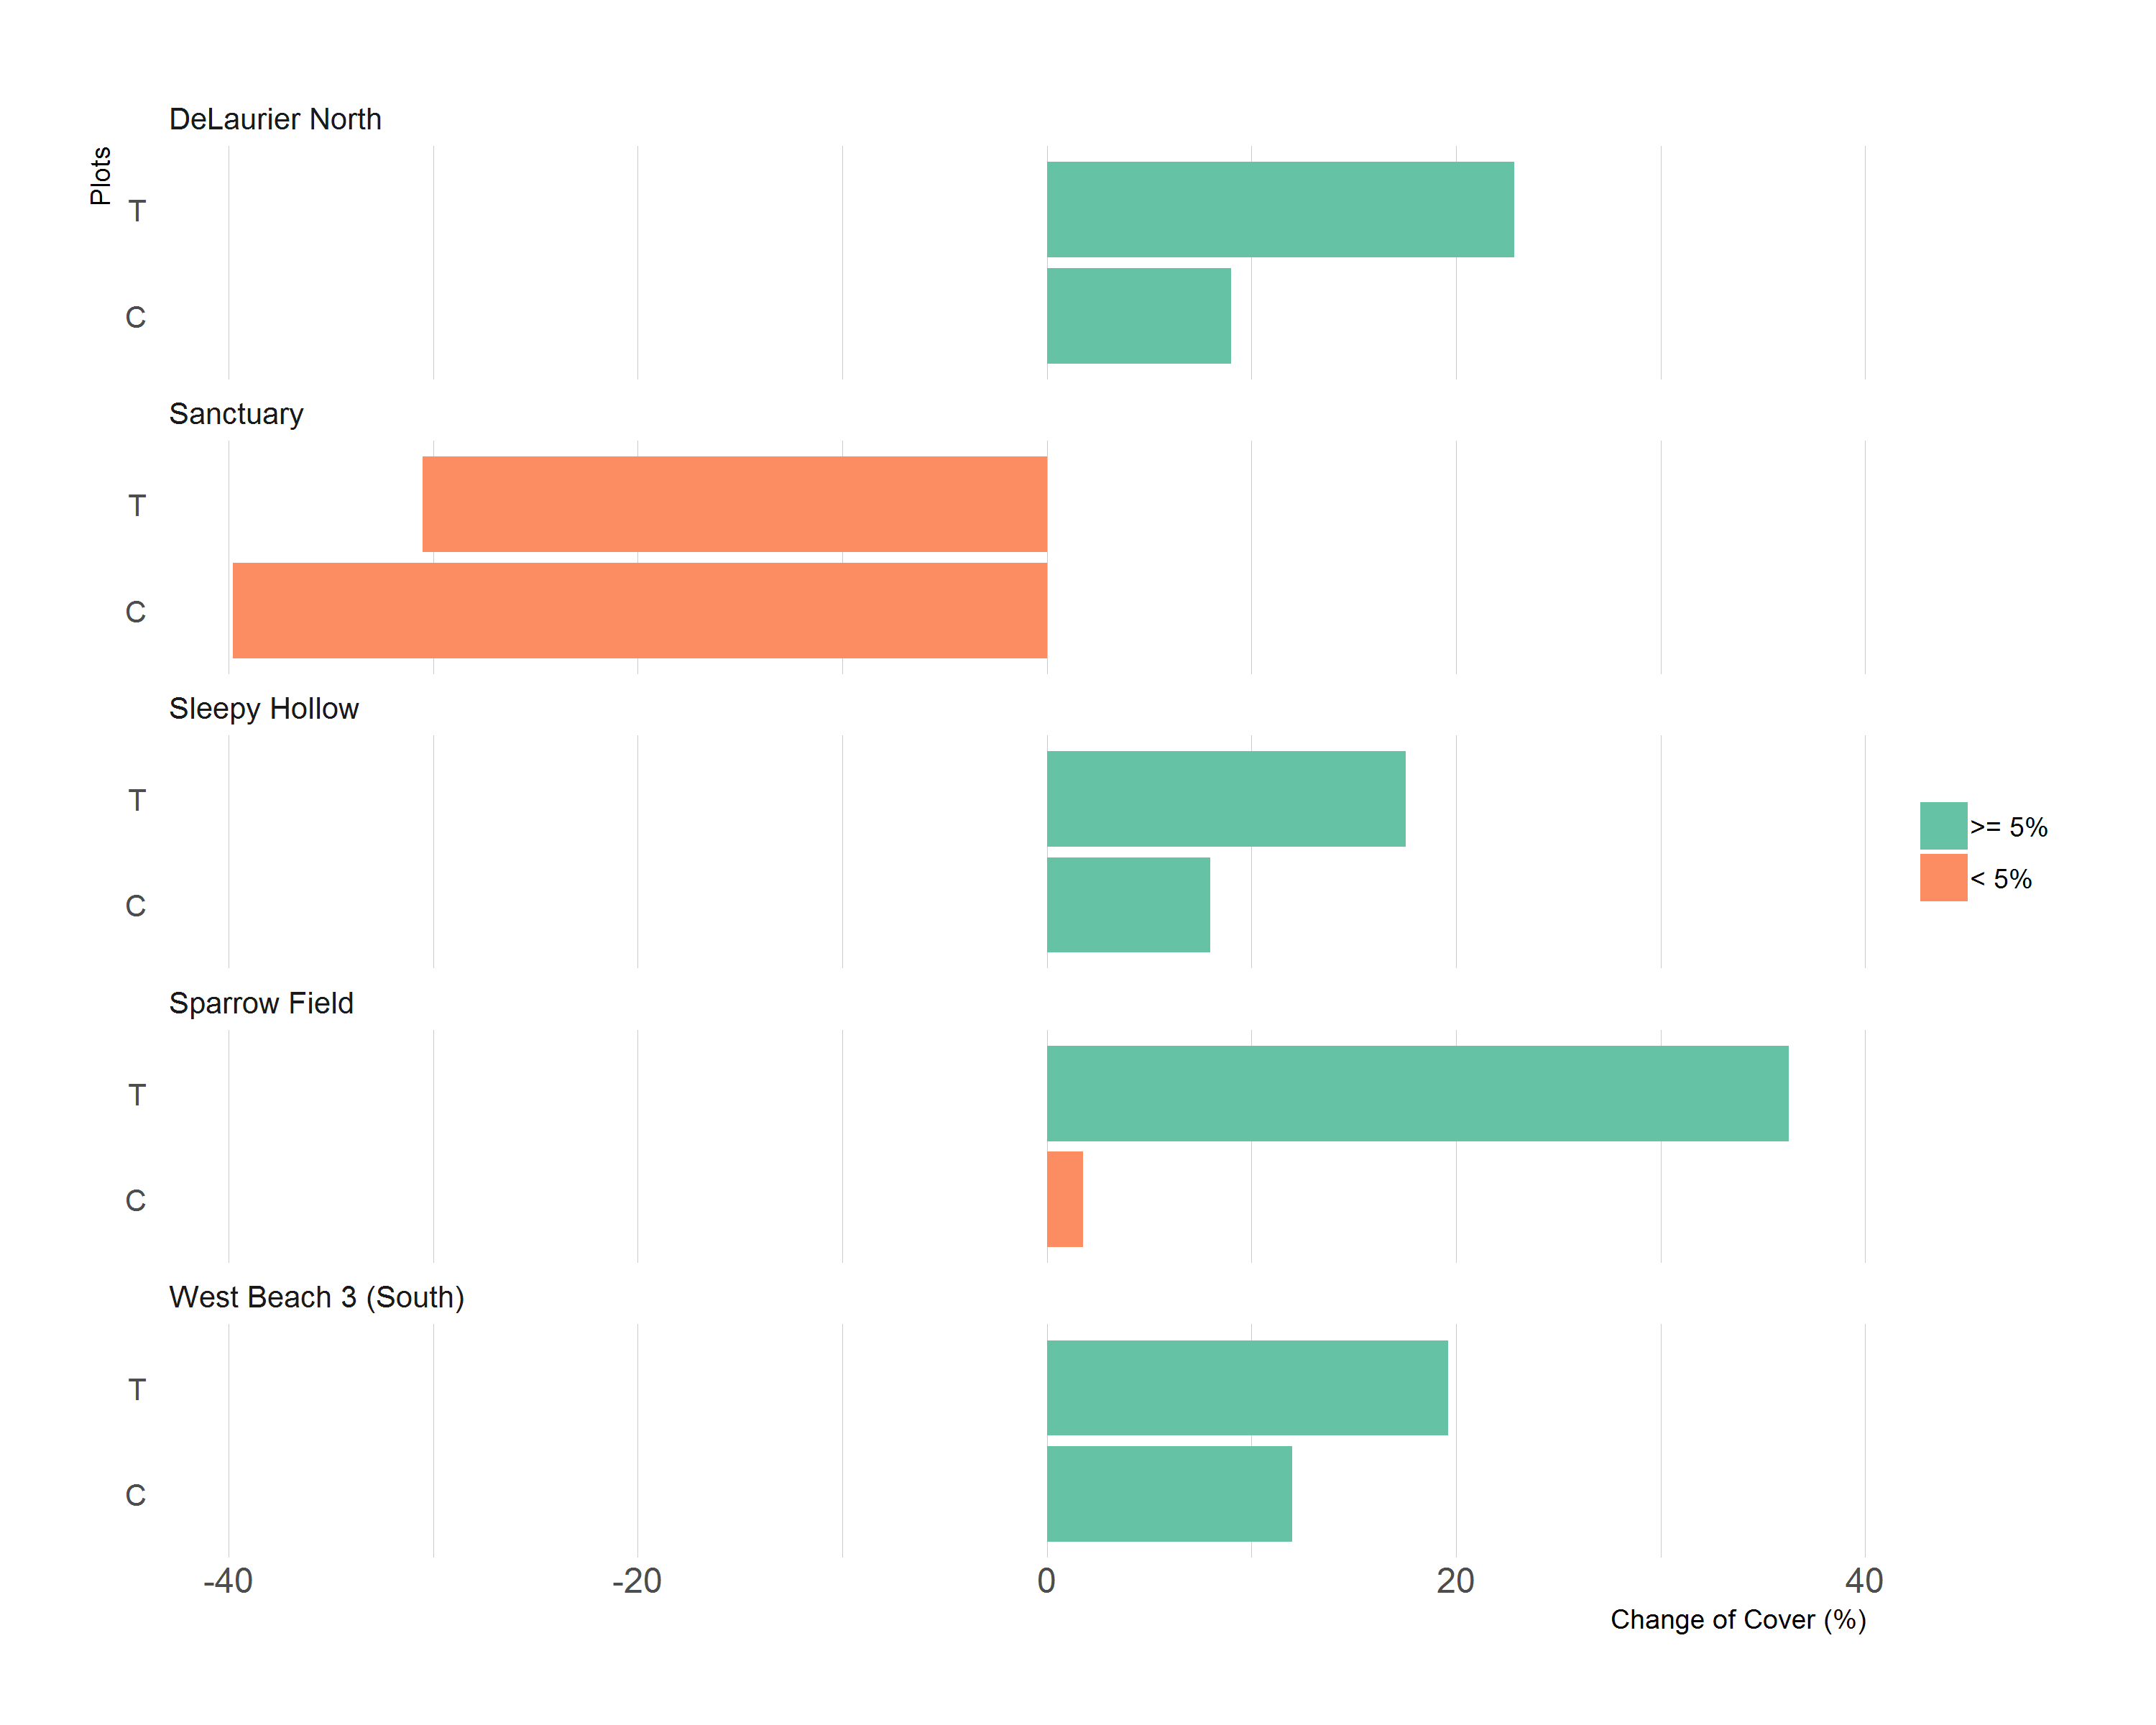 DeLaurier North
Plots
T
C
Sanctuary
T
C
Sleepy Hollow
T
C
>= 5%
< 5%
Sparrow Field
T
C
West Beach 3 (South)
T
C
-40 -20 0 20 40
Change of Cover (%)